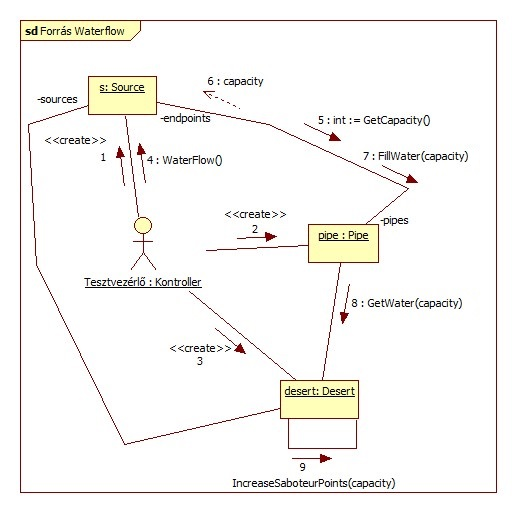 sd Forrás Waterflow
6 : capacity
s: Source
-sources
-endpoints
5 : int := GetCapacity()
<<create>>
1
4 : WaterFlow()
7 : FillWater(capacity)
<<create>>
2
-pipes
pipe : Pipe
Tesztvezérlő : Kontroller
8 : GetWater(capacity)
<<create>>
3
desert: Desert
9
IncreaseSaboteurPoints(capacity)